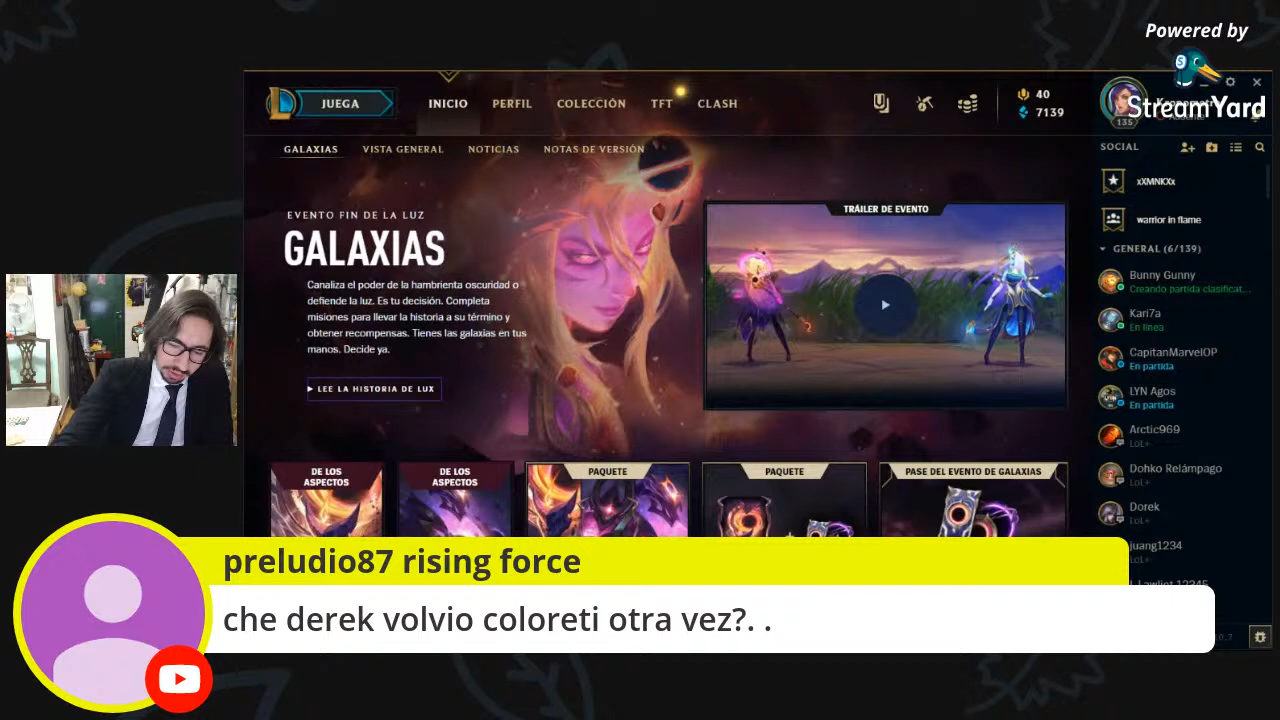 Powered by
StreamYard
JUEGA
INICIO
PERFIL
COLECCIÓN
TFT
CLASH
40
7139
135
GALAXIAS
VISTA GENERAL
NOTICIAS
NOTAS DE VERSIÓN
EVENTO FIN DE LA LUZ
GALAXIAS
Canaliza el poder de la hambrienta oscuridad o
defiende la luz. Es tu decisión. Completa
misiones para llevar la historia a su término y
obtener recompensas. Tienes las galaxias en tus
manos. Decide ya.
LEE LA HISTORIA DE LUX
TRÁILER DE EVENTO
DE LOS
ASPECTOS
DE LOS
ASPECTOS
PAQUETE
PAQUETE
PASE DEL EVENTO DE GALAXIAS
SOCIAL
xXMNKXx
warrior in flame
GENERAL (6/139)
Bunny Gunny
Creando partida clasificat...
Kari7a
En línea
CapitanMarvelOP
En partida
LYN Agos
En partida
Arctic969
LoL+
Dohko Relámpago
LoL+
Dorek
LoL+
juang1234
LoL+
preludio87 rising force
che derek volvio coloreti otra vez?. .